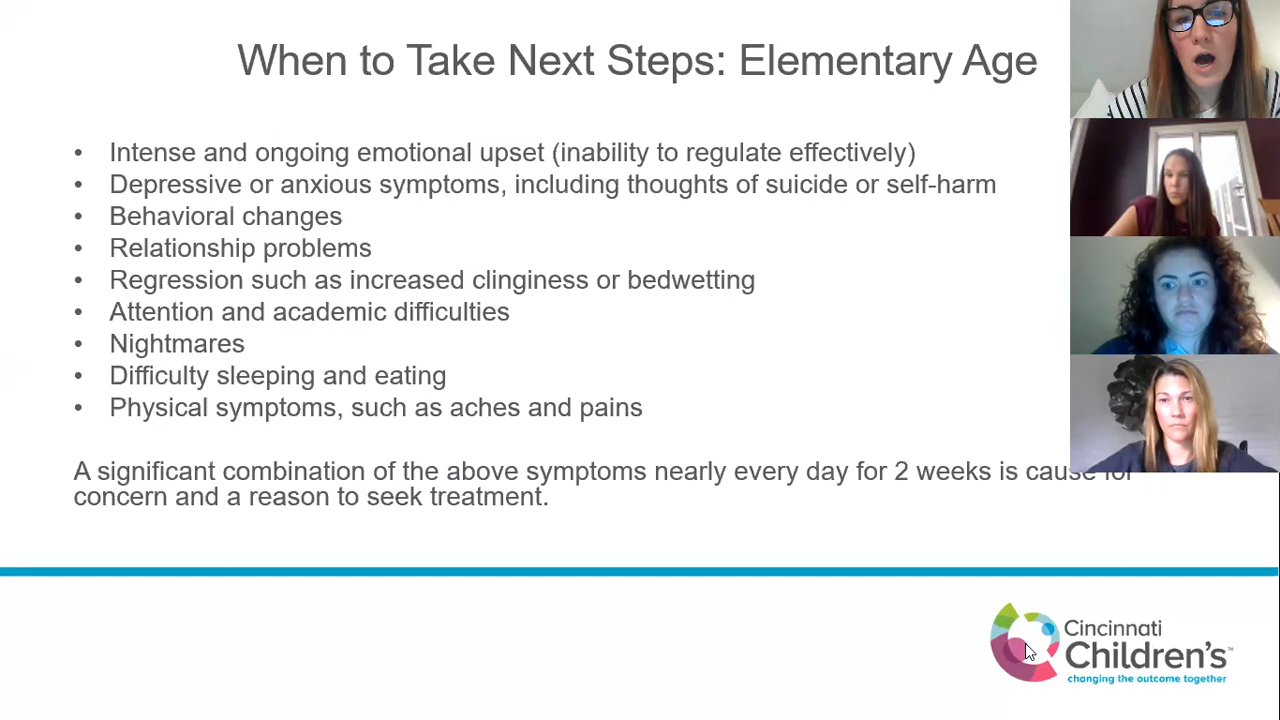 When to Take Next Steps: Elementary Age
• Intense and ongoing emotional upset (inability to regulate effectively)
• Depressive or anxious symptoms, including thoughts of suicide or self-harm
• Behavioral changes
• Relationship problems
• Regression such as increased clinginess or bedwetting
• Attention and academic difficulties
• Nightmares
• Difficulty sleeping and eating
• Physical symptoms, such as aches and pains
A significant combination of the above symptoms nearly every day for 2 weeks is cause for
concern and a reason to seek treatment.
Cincinnati
Children's™
changing the outcome together